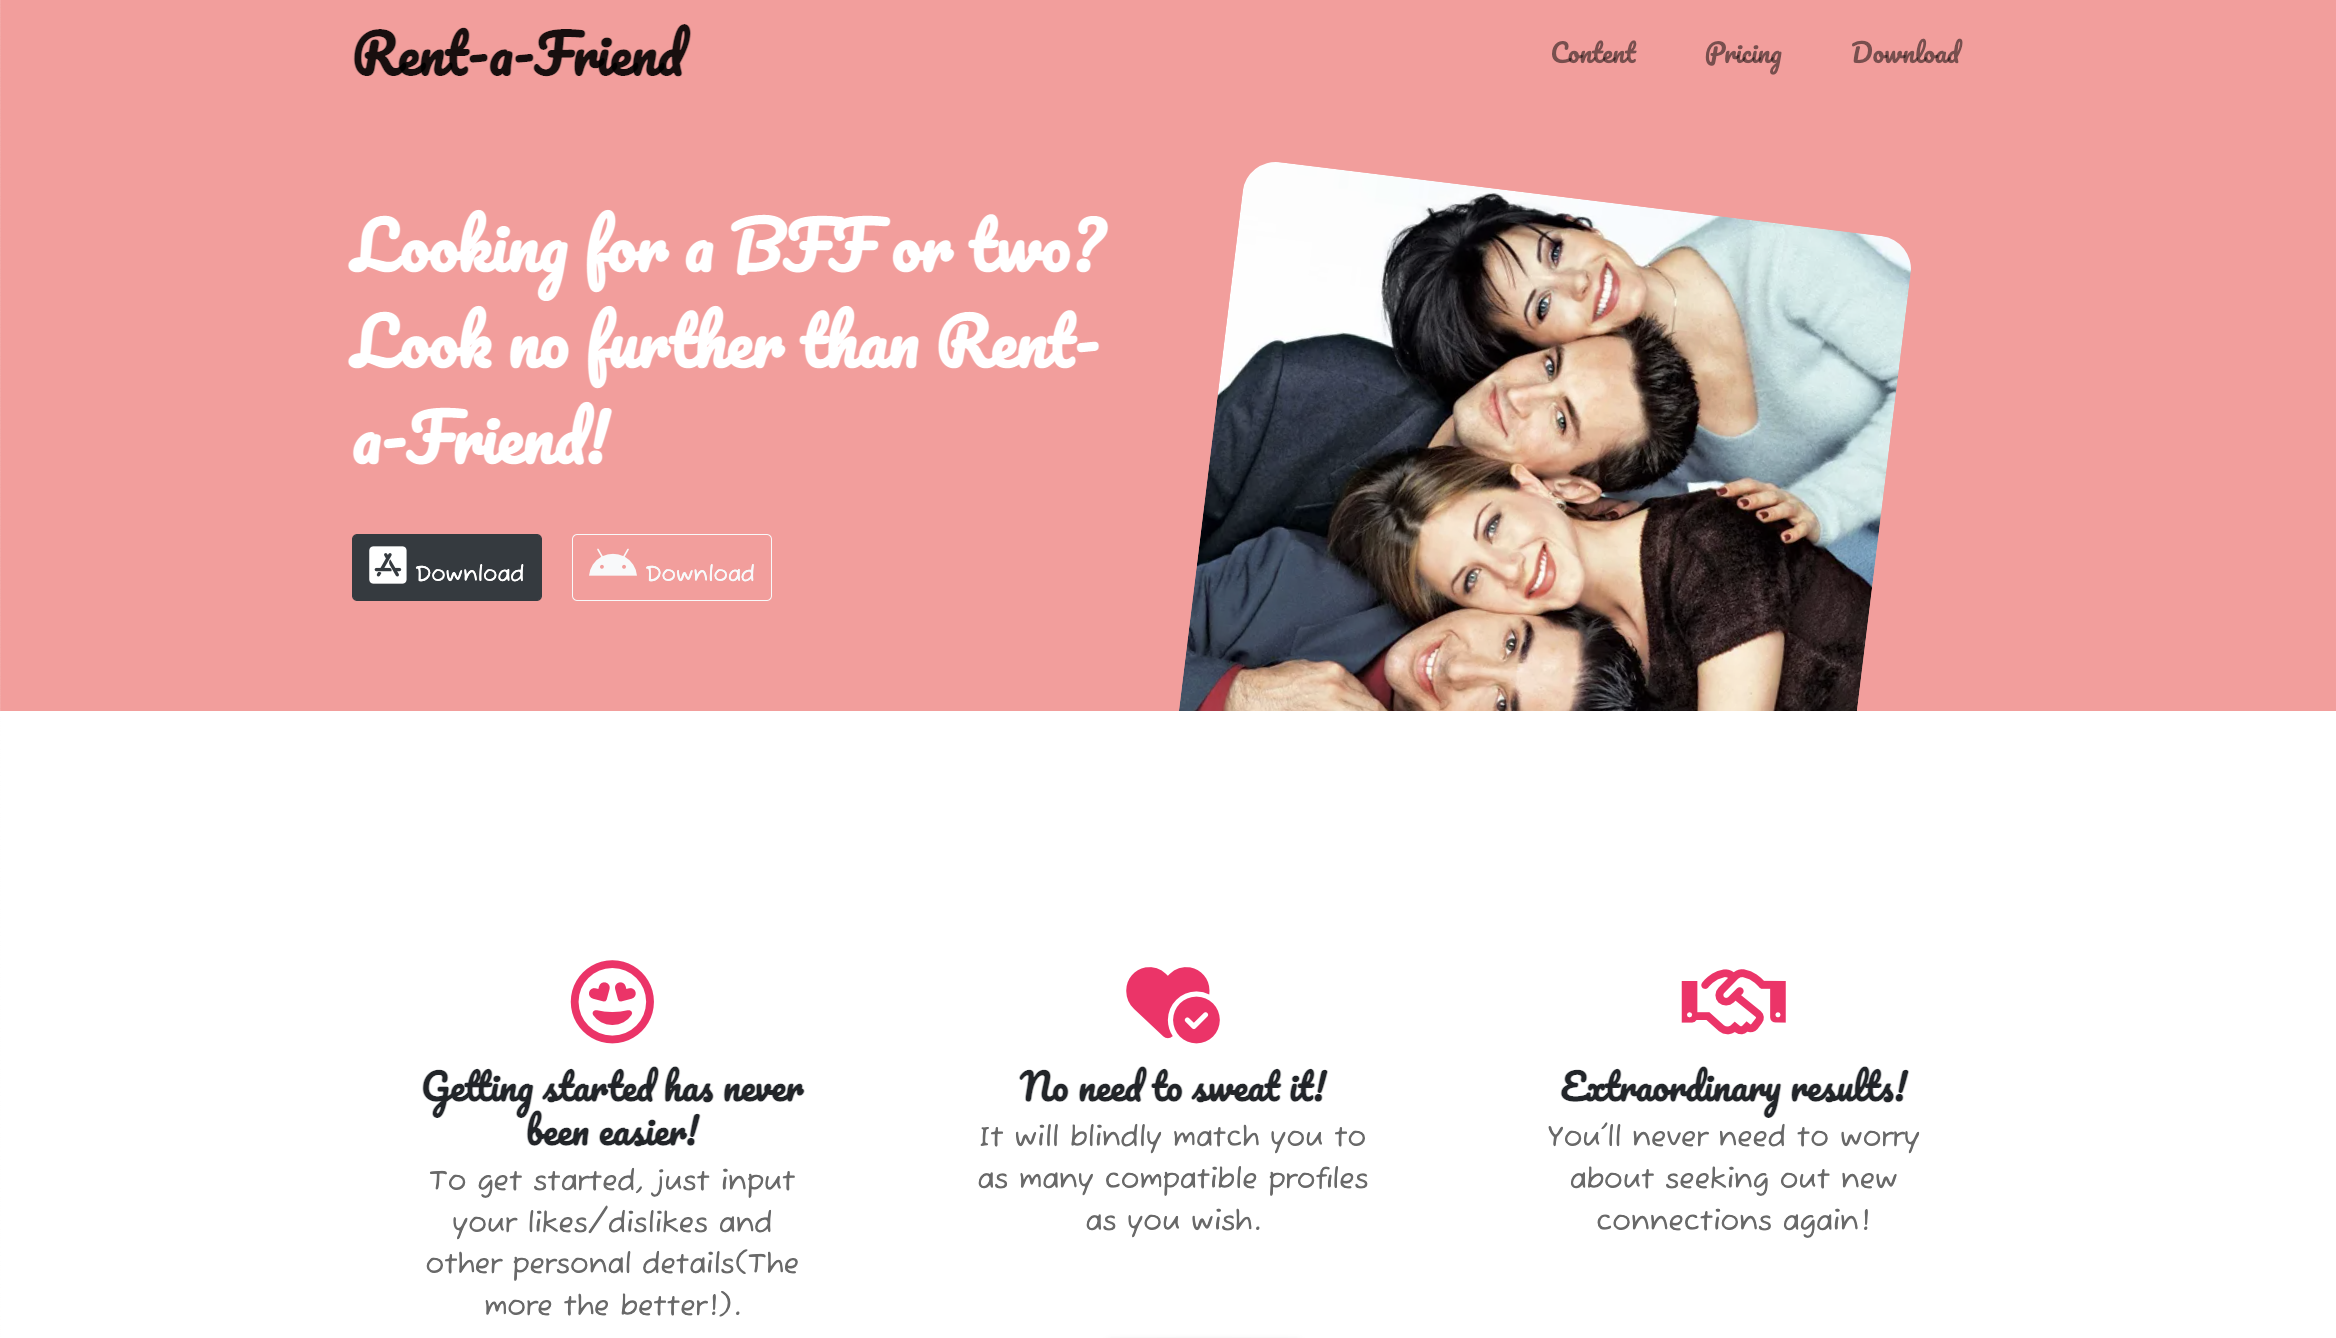 Rent-a-Friend
Content Pricing Download
Looking for a BFF or two?
Look no further than Rent-
a-Friend!
Download Download
Getting started has never
been easier!
To get started, just input
your likes/dislikes and
other personal details(The
more the better!).
No need to sweat it!
It will blindly match you to
as many compatible profiles
as you wish.
Extraordinary results!
You'll never need to worry
about seeking out new
connections again!